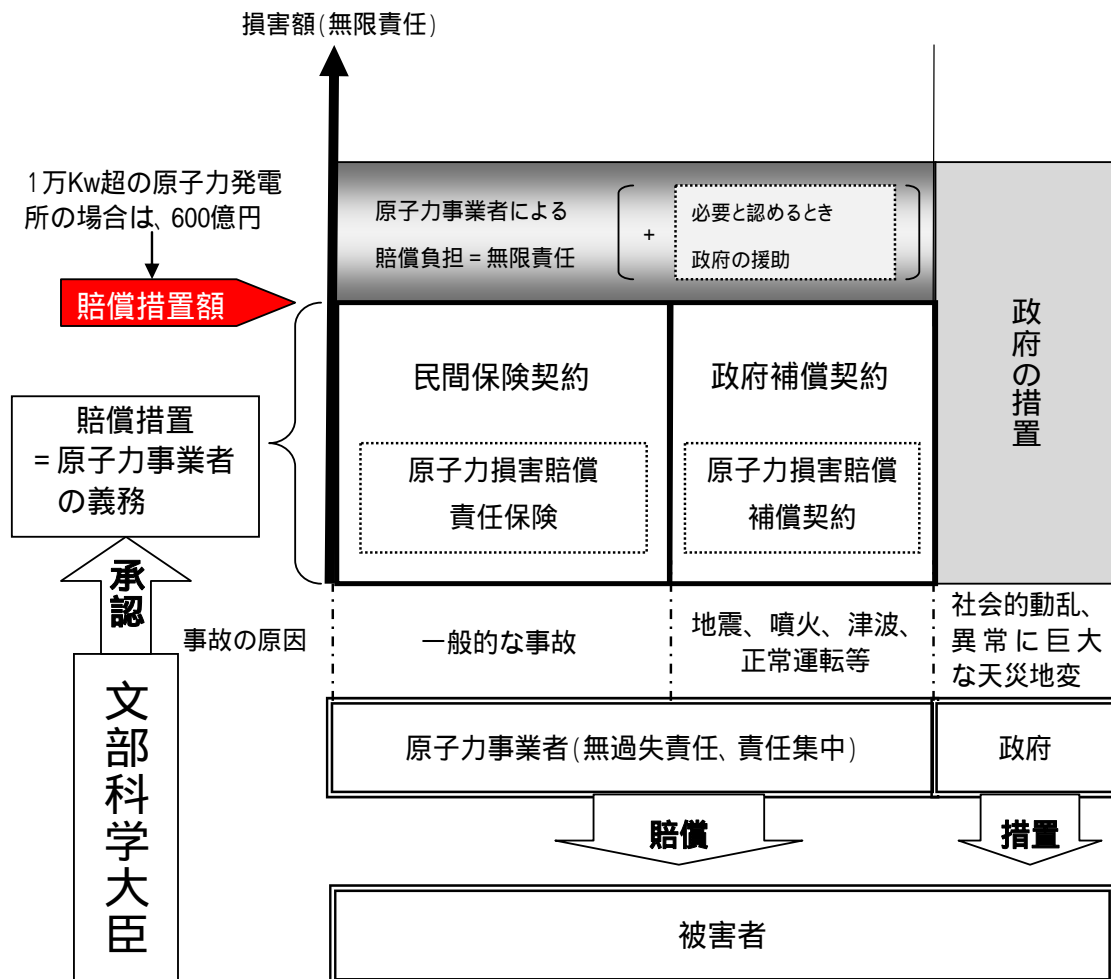 損害額(無限責任)
1万Kw超の原子力発電
所の場合は、600億円
賠償措置額
原子力事業者による
賠償負担=無限責任
+
必要と認めるとき
政府の援助
政府の措置
民間保険契約
政府補償契約
賠償措置
=原子力事業者
の義務
原子力損害賠償
責任保険
原子力損害賠償
補償契約
承認
事故の原因
一般的な事故
地震、噴火、津波、
正常運転等
社会的動乱、
異常に巨大
な天災地変
文部科学大臣
原子力事業者(無過失責任、責任集中)
政府
賠償
措置
被害者